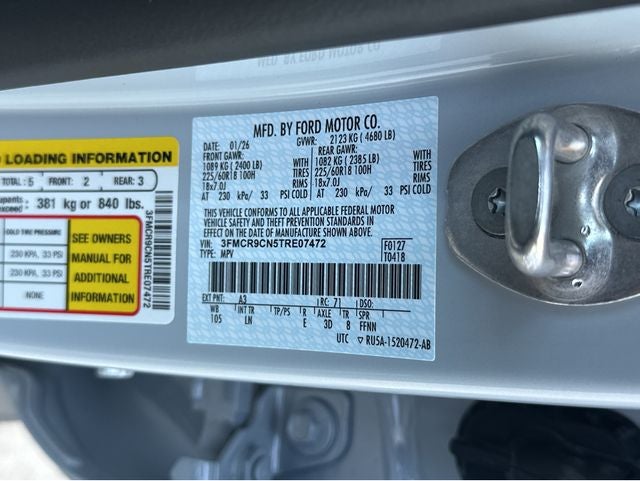 MFD. BY FORD MOTOR CO.
DATE: 01/26 GVWR: 2123 KG ( 4680 LB)
FRONT GAWR: REAR GAWR:
1089 KG ( 2400 LB) WITH 1082 KG ( 2385 LB) WITH
225/60R18 100H TIRES 225/60R18 100H TIRES
18x7.0J RIMS 18x7.0J RIMS
AT 230 kPa/ 33 PSI COLD AT 230 kPa/ 33 PSI COLD
THIS VEHICLE CONFORMS TO ALL APPLICABLE FEDERAL MOTOR
VEHICLE SAFETY AND THEFT PREVENTION STANDARDS IN
EFFECT ON THE DATE OF MANUFACTURE SHOWN ABOVE.
VIN: 3FMCR9CN5TRE07472 F0127
TYPE: MPV T0418
EXT PNT: A3 RC: 71 DSO:
WB INT TR TP/PS R AXLE TR SPR
105 LN E 3D 8 FFNN
UTC ▽ RU5A-1520472-AB
LOADING INFORMATION
TOTAL: 5 FRONT: 2 REAR: 3
381 kg or 840 lbs.
COLD TIRE PRESSURE
230 KPA, 33 PSI
230 KPA, 33 PSI
NONE
SEE OWNERS
MANUAL FOR
ADDITIONAL
INFORMATION
3FMCR9CN5TRE07472